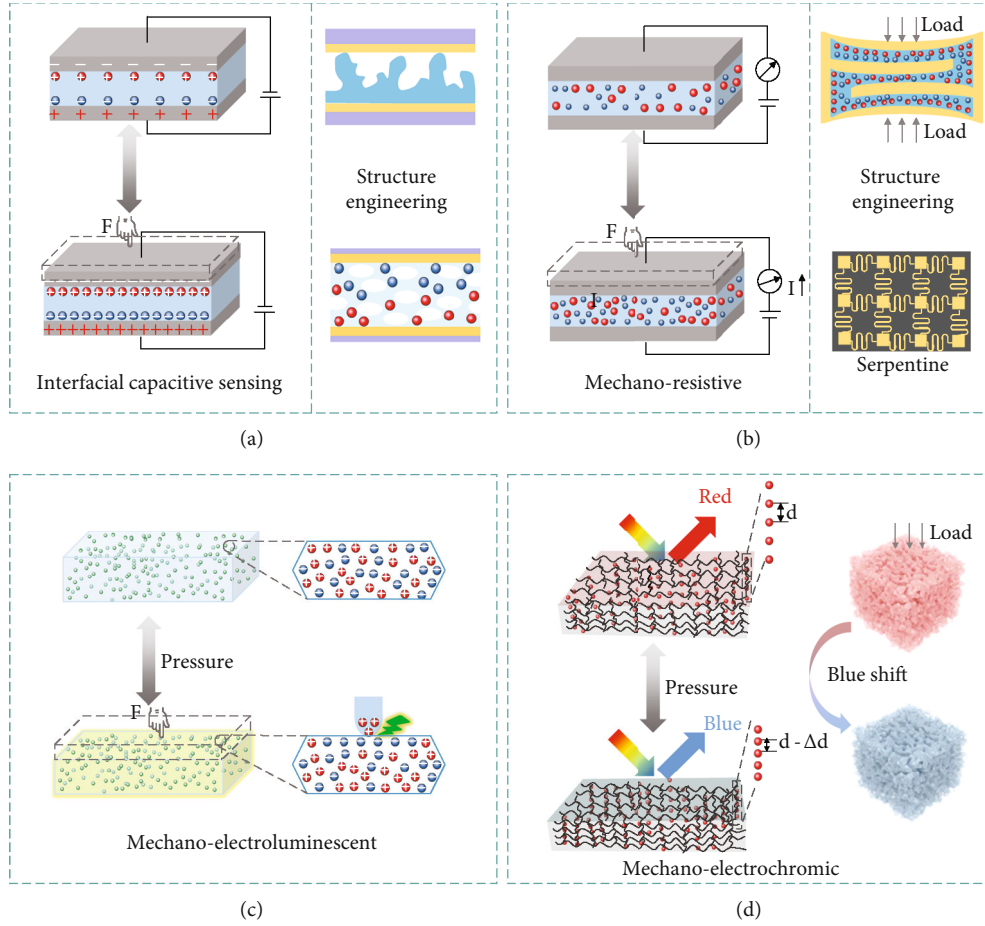 F
Interfacial capacitive sensing
Structure
engineering
(a)
F
I
I
Mechano-resistive
Load
Load
Structure
engineering
Serpentine
(b)
Pressure
F
Mechano-electroluminescent
(c)
Red
d
Load
Pressure
Blue shift
Blue
d - Δd
Mechano-electrochromic
(d)